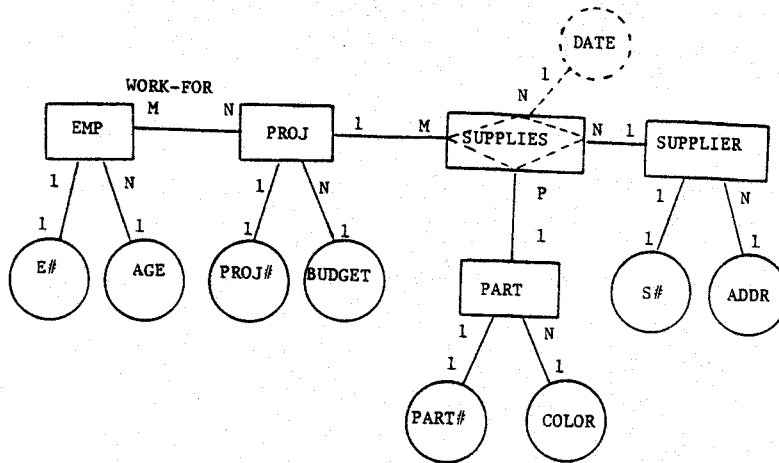 DATE
1
WORK-FOR
N
M
N
1
M
N
1
EMP
PROJ
SUPPLIES
SUPPLIER
P
1
N
1
N
1
N
1
1
1
1
1
1
1
E#
AGE
PROJ#
BUDGET
PART
S#
ADDR
1
N
1
1
PART#
COLOR